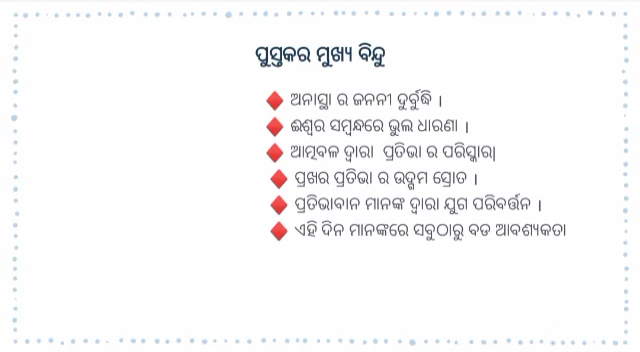 ପୁସ୍ତକର ମୁଖ୍ୟ ବିନ୍ଦୁ
ଅନାସ୍ଥା ର ଜନନୀ ଦୁର୍ବୁଦ୍ଧି ।
ଈଶ୍ଵର ସମ୍ବନ୍ଧରେ ଭୁଲ ଧାରଣା ।
ଆତ୍ମବଳ ଦ୍ୱାରା ପ୍ରତିଭା ର ପରିସ୍କାର|
ପ୍ରଖର ପ୍ରତିଭା ର ଉଦ୍ଗମ ସ୍ରୋତ ।
ପ୍ରତିଭାବାନ ମାନଙ୍କ ଦ୍ୱାରା ଯୁଗ ପରିବର୍ତ୍ତନ ।
ଏହି ଦିନ ମାନଙ୍କରେ ସବୁଠାରୁ ବଡ ଆବଶ୍ୟକତା